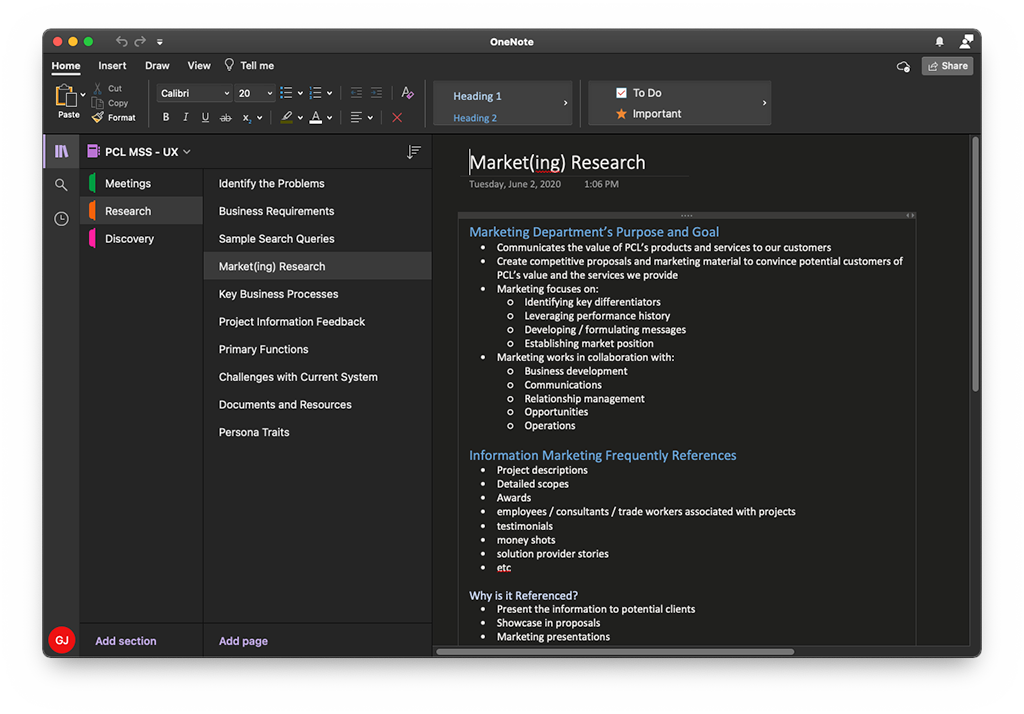 OneNote
Home Insert Draw View Tell me Share
Paste
Cut
Copy
Format
Calibri 20
B I U ab x₂ A
Heading 1
Heading 2
To Do
Important
PCL MSS - UX
Meetings
Research
Discovery
Identify the Problems
Business Requirements
Sample Search Queries
Market(ing) Research
Key Business Processes
Project Information Feedback
Primary Functions
Challenges with Current System
Documents and Resources
Persona Traits
GJ
Add section
Add page
Market(ing) Research
Tuesday, June 2, 2020 1:06 PM
Marketing Department's Purpose and Goal
Communicates the value of PCL's products and services to our customers
Create competitive proposals and marketing material to convince potential customers of
PCL's value and the services we provide
Marketing focuses on:
Identifying key differentiators
Leveraging performance history
Developing / formulating messages
Establishing market position
Marketing works in collaboration with:
Business development
Communications
Relationship management
Opportunities
Operations
Information Marketing Frequently References
Project descriptions
Detailed scopes
Awards
employees / consultants / trade workers associated with projects
testimonials
money shots
solution provider stories
etc
Why is it Referenced?
Present the information to potential clients
Showcase in proposals
Marketing presentations